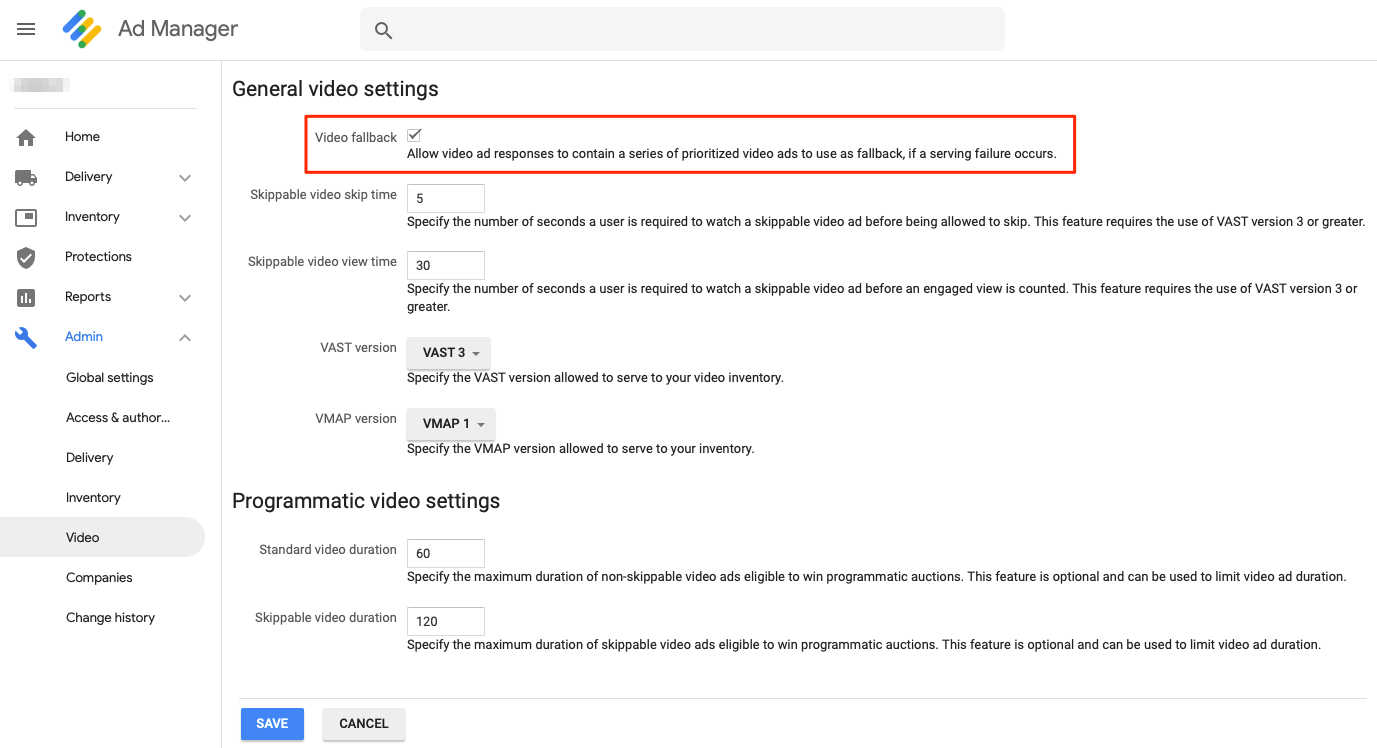 Ad Manager
Home
Delivery
Inventory
Protections
Reports
Admin
Global settings
Access & author...
Delivery
Inventory
Video
Companies
Change history
General video settings
Video fallback
Allow video ad responses to contain a series of prioritized video ads to use as fallback, if a serving failure occurs.
Skippable video skip time
5
Specify the number of seconds a user is required to watch a skippable video ad before being allowed to skip. This feature requires the use of VAST version 3 or greater.
Skippable video view time
30
Specify the number of seconds a user is required to watch a skippable video ad before an engaged view is counted. This feature requires the use of VAST version 3 or
greater.
VAST version
VAST 3
Specify the VAST version allowed to serve to your video inventory.
VMAP version
VMAP 1
Specify the VMAP version allowed to serve to your inventory.
Programmatic video settings
Standard video duration
60
Specify the maximum duration of non-skippable video ads eligible to win programmatic auctions. This feature is optional and can be used to limit video ad duration.
Skippable video duration
120
Specify the maximum duration of skippable video ads eligible to win programmatic auctions. This feature is optional and can be used to limit video ad duration.
SAVE
CANCEL